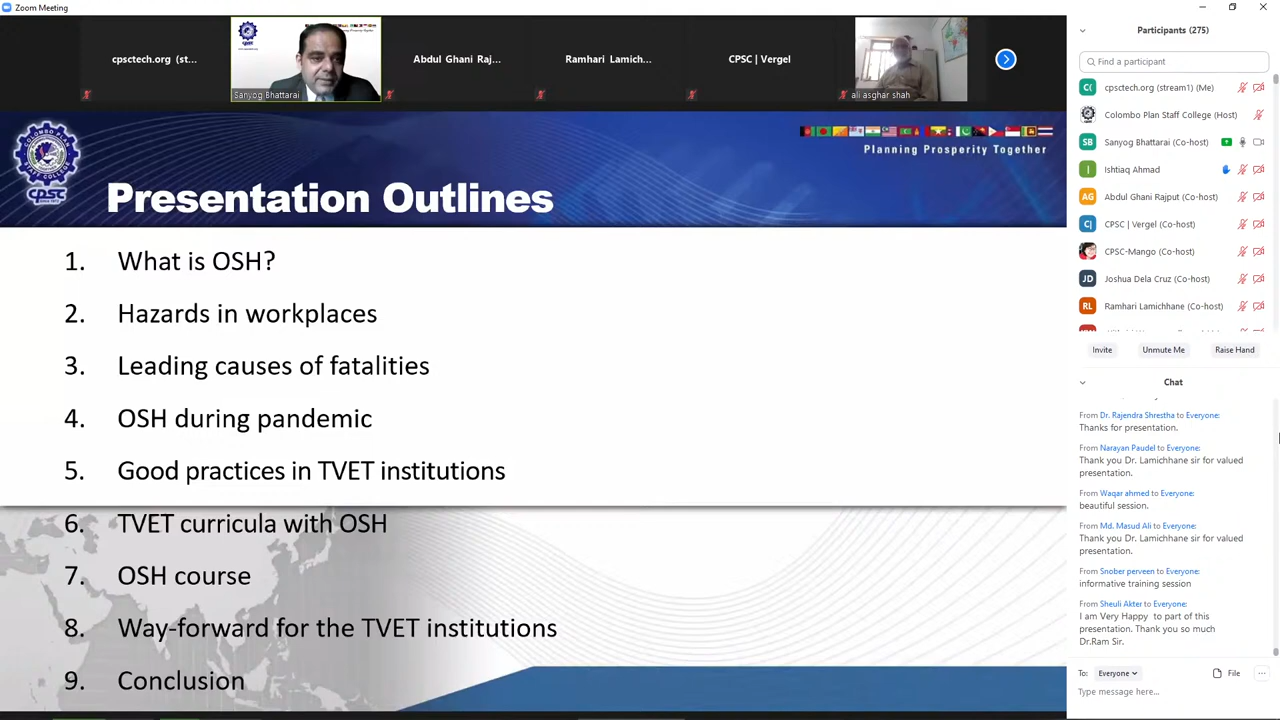 Zoom Meeting
cpsctech.org (st...
Sanyog Bhattarai
Abdul Ghani Raj...
Ramhari Lamich...
CPSC | Vergel
ali asghar shah
COLOMBO PLAN STAFF COLLEGE
CPSC
Planning Prosperity Together
Presentation Outlines
1. What is OSH?
2. Hazards in workplaces
3. Leading causes of fatalities
4. OSH during pandemic
5. Good practices in TVET institutions
6. TVET curricula with OSH
7. OSH course
8. Way-forward for the TVET institutions
9. Conclusion
Participants (275)
Find a participant
C( cpsctech.org (stream1) (Me)
Colombo Plan Staff College (Host)
SB Sanyog Bhattarai (Co-host)
I Ishtiaq Ahmad
AG Abdul Ghani Rajput (Co-host)
C| CPSC | Vergel (Co-host)
CPSC-Mango (Co-host)
JD Joshua Dela Cruz (Co-host)
RL Ramhari Lamichhane (Co-host)
Invite Unmute Me Raise Hand
Chat
From Dr. Rajendra Shrestha to Everyone:
Thanks for presentation.
From Narayan Paudel to Everyone:
Thank you Dr. Lamichhane sir for valued
presentation.
From Waqar ahmed to Everyone:
beautiful session.
From Md. Masud Ali to Everyone:
Thank you Dr. Lamichhane sir for valued
presentation.
From Snober perveen to Everyone:
informative training session
From Sheuli Akter to Everyone:
I am Very Happy to part of this
presentation. Thank you so much
Dr.Ram Sir.
To: Everyone File ...
Type message here...